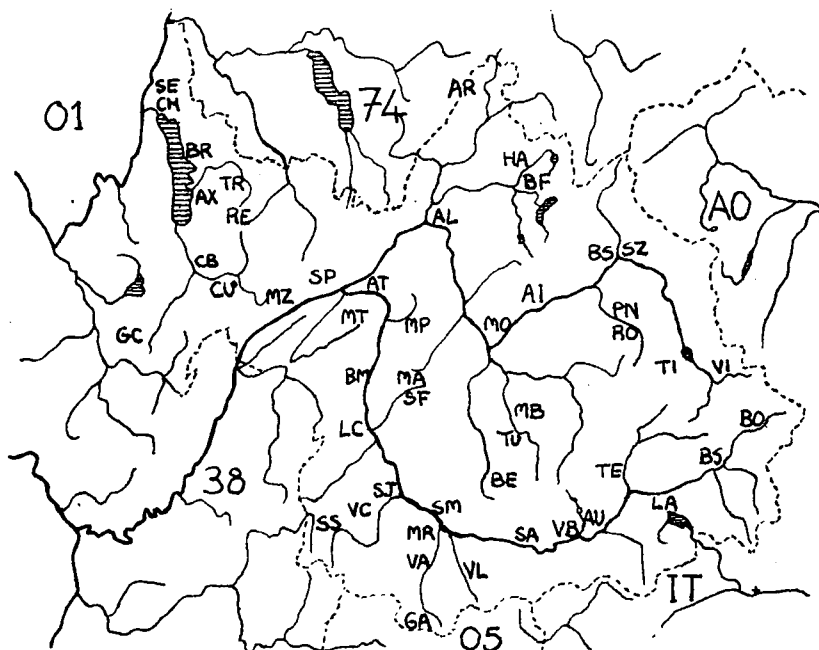 SE
CH
01
74
AR
BR
HA
BF
TR
AX
RE
AL
AO
CB
SP
AT
BS
SZ
CU
MZ
MT
MP
AI
PN
MO
RO
GC
BM
MA
SF
TI
VI
MB
LC
TU
BO
38
BE
TE
BS
SJ
VC
SM
LA
SS
MR
SA
VB
AU
VA
VL
IT
GA
05